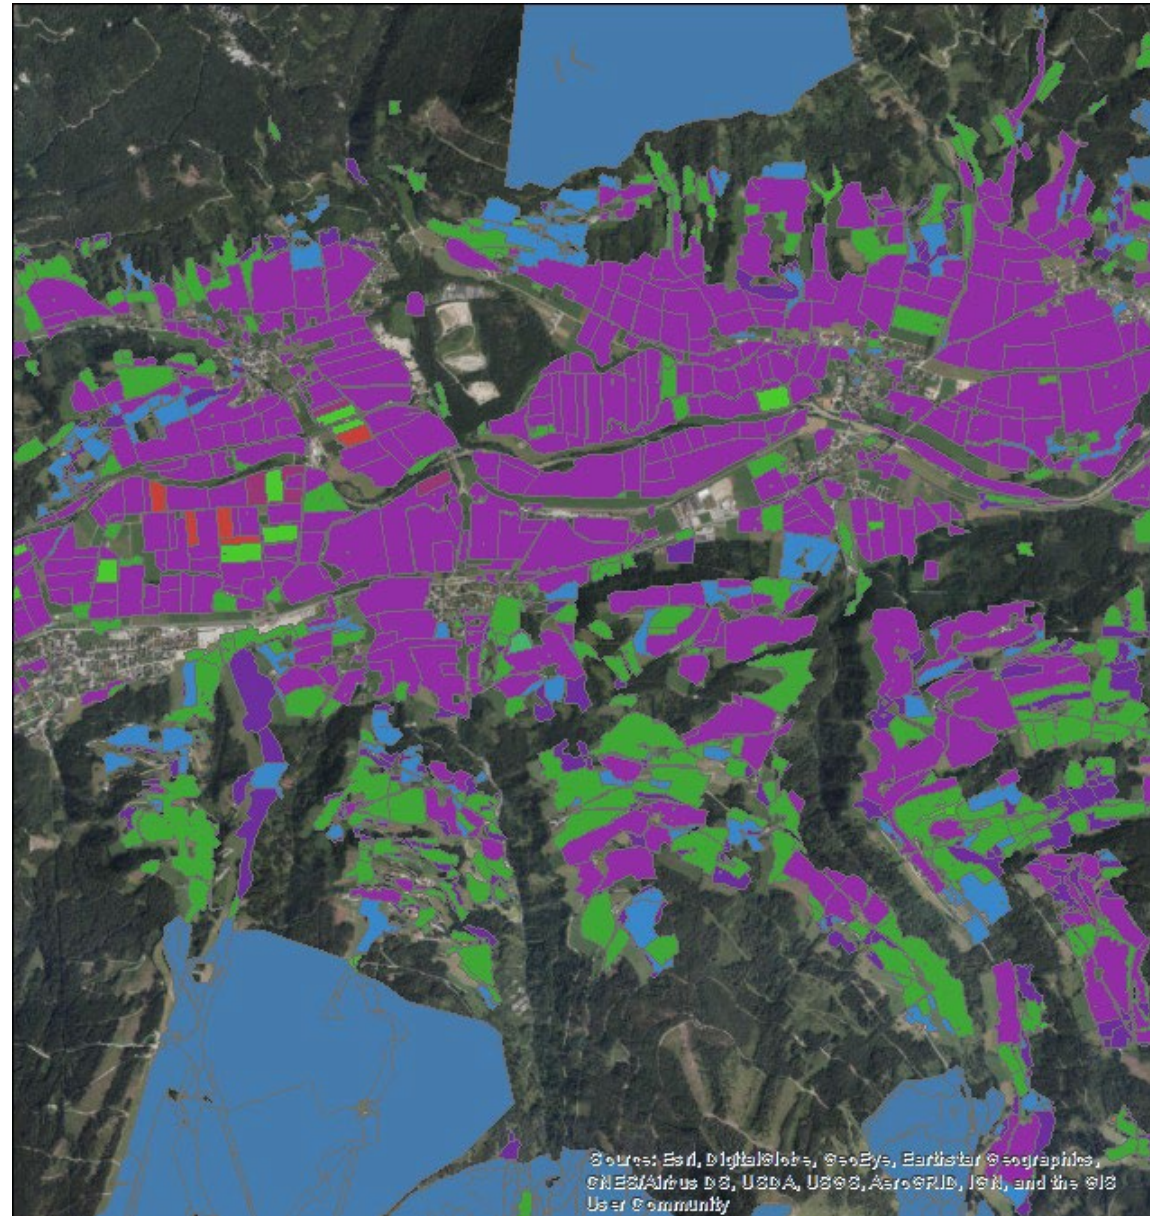 Source: Esri, DigitalGlobe, GeoEye, Earthstar Geographics,
CNES/Airbus DS, USDA, USGS, AeroGRID, IGN, and the GIS
User Community